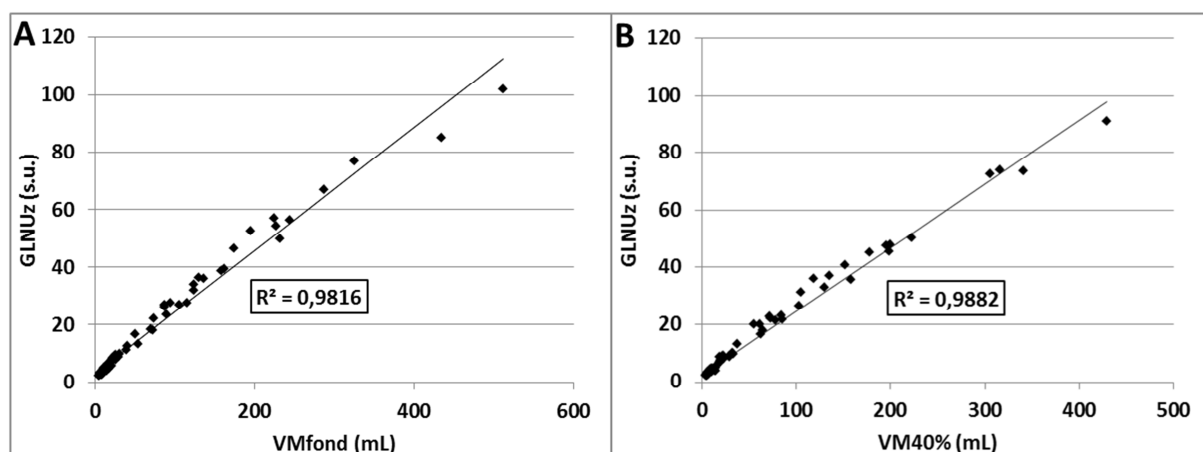 A
120
100
80
60
40
20
0
GLNUz (s.u.)
R² = 0,9816
0 200 400 600
VMfond (mL)
B
120
100
80
60
40
20
0
GLNUz (s.u.)
R² = 0,9882
0 100 200 300 400 500
VM40% (mL)